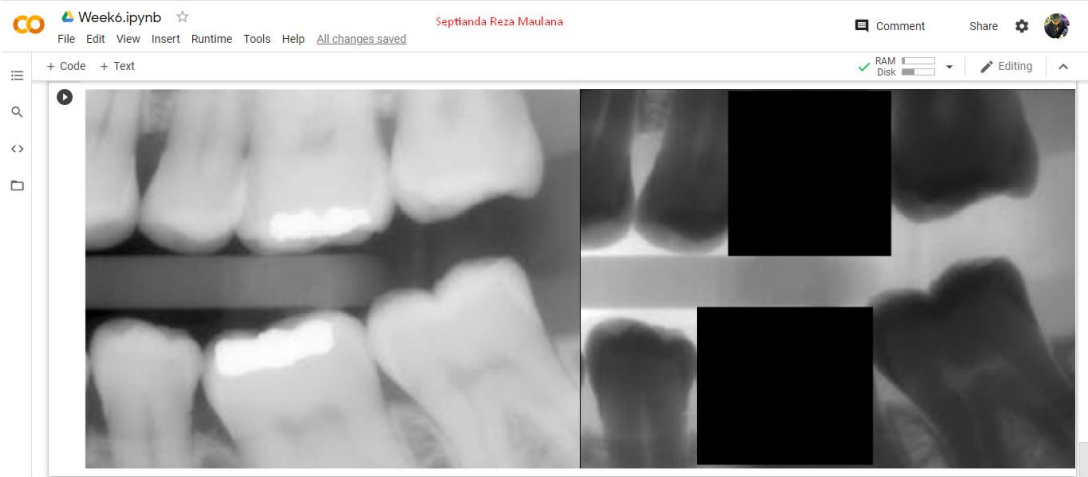 Week6.ipynb
Septianda Reza Maulana
Comment
Share
File Edit View Insert Runtime Tools Help All changes saved
+ Code + Text
RAM
Disk
Editing